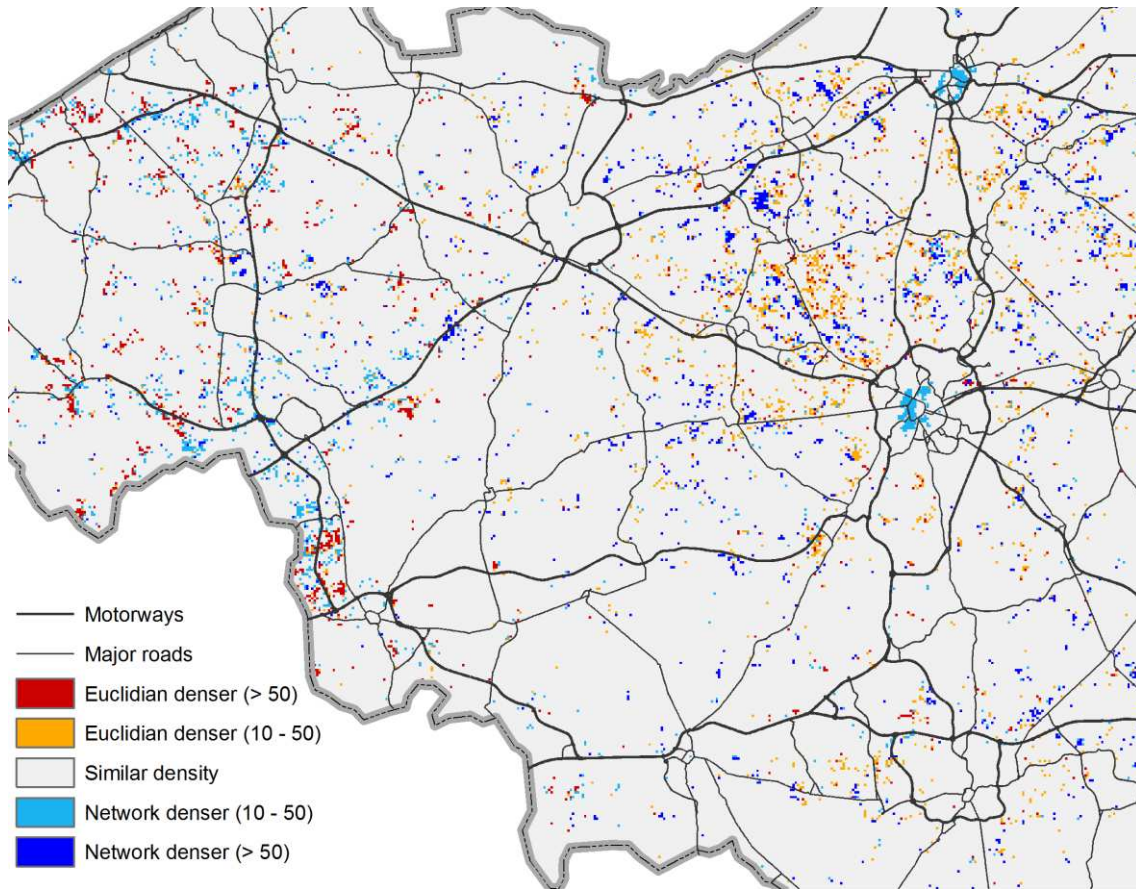 Motorways
Major roads
Euclidian denser (> 50)
Euclidian denser (10 - 50)
Similar density
Network denser (10 - 50)
Network denser (> 50)